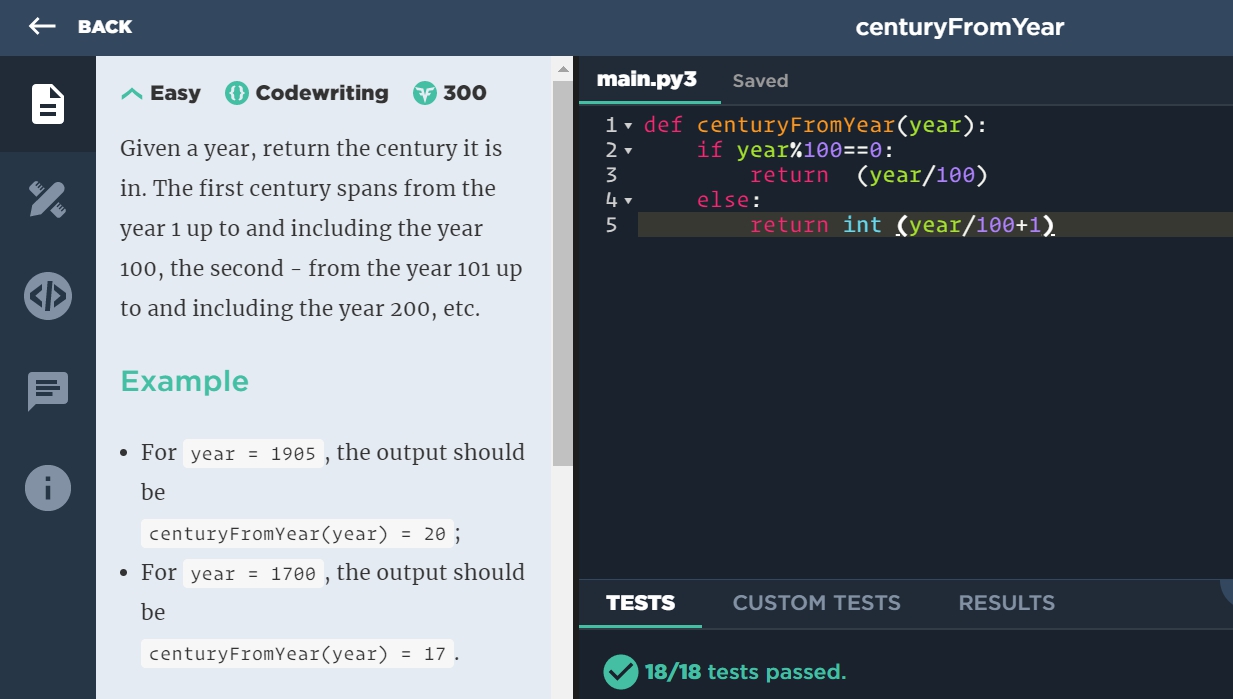 BACK
centuryFromYear
Easy Codewriting 300
Given a year, return the century it is
in. The first century spans from the
year 1 up to and including the year
100, the second - from the year 101 up
to and including the year 200, etc.
Example
• For year = 1905, the output should
be
centuryFromYear(year) = 20;
• For year = 1700, the output should
be
centuryFromYear(year) = 17.
main.py3 Saved
1 def centuryFromYear(year):
2     if year%100==0:
3         return  (year/100)
4     else:
5         return int (year/100+1)
TESTS CUSTOM TESTS RESULTS
18/18 tests passed.